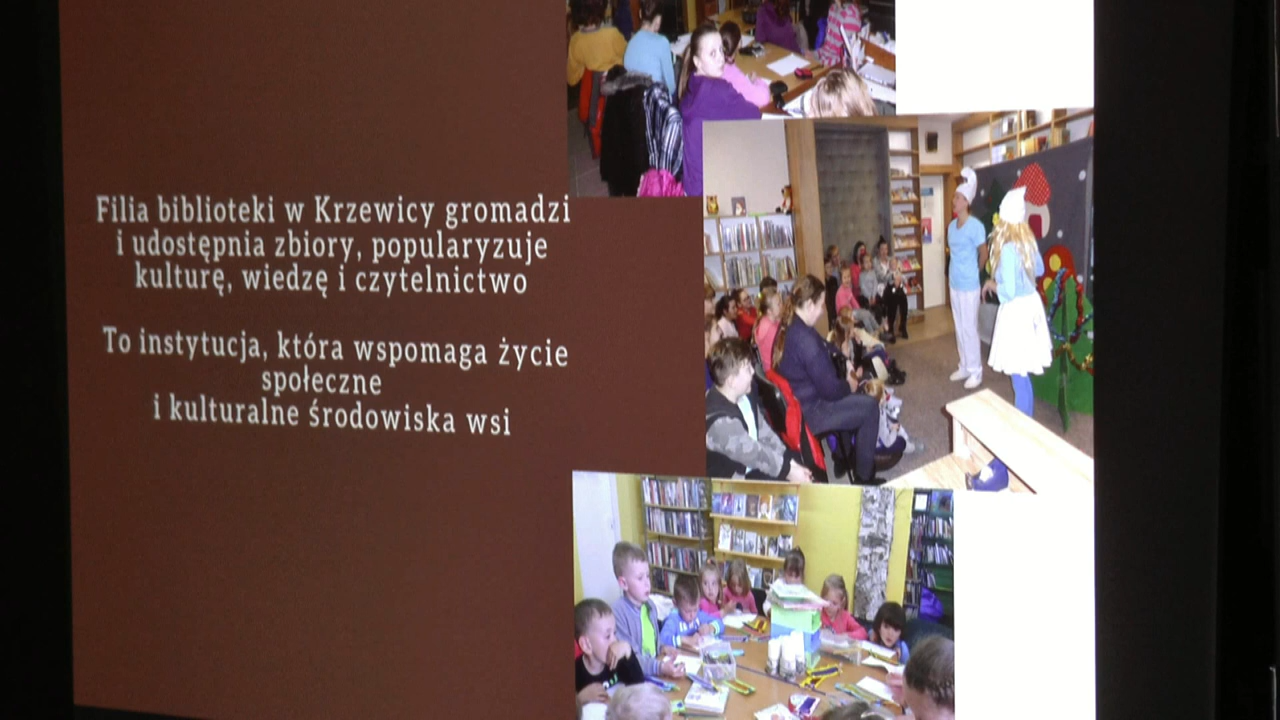 Filia biblioteki w Krzewicy gromadzi
i udostępnia zbiory, popularyzuje
kulturę, wiedzę i czytelnictwo
To instytucja, która wspomaga życie
społeczne
i kulturalne środowiska wsi